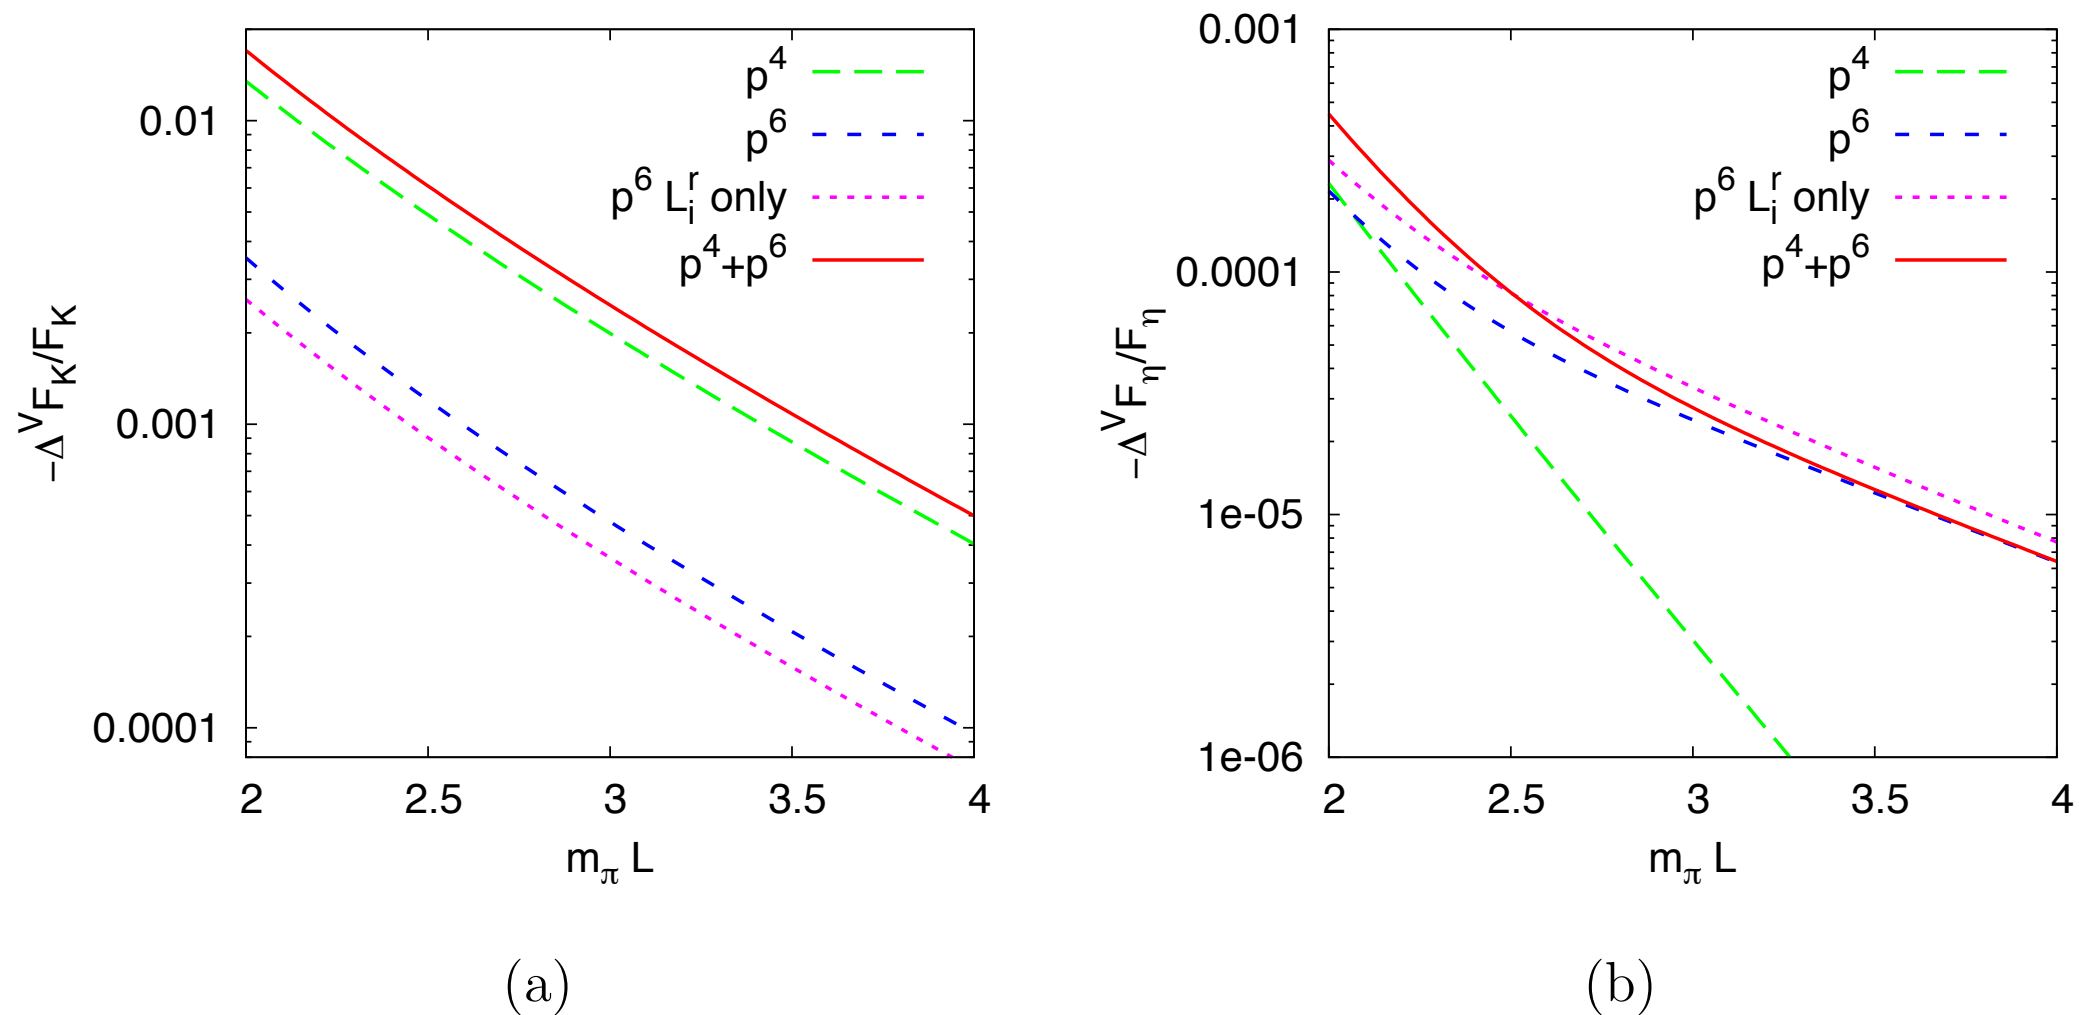 −Δ^V F_K/F_K
0.01
0.001
0.0001
2 2.5 3 3.5 4
m_π L
p^4
p^6
p^6 L_i^r only
p^4+p^6
(a)
−Δ^V F_η/F_η
0.001
0.0001
1e-05
1e-06
2 2.5 3 3.5 4
m_π L
p^4
p^6
p^6 L_i^r only
p^4+p^6
(b)